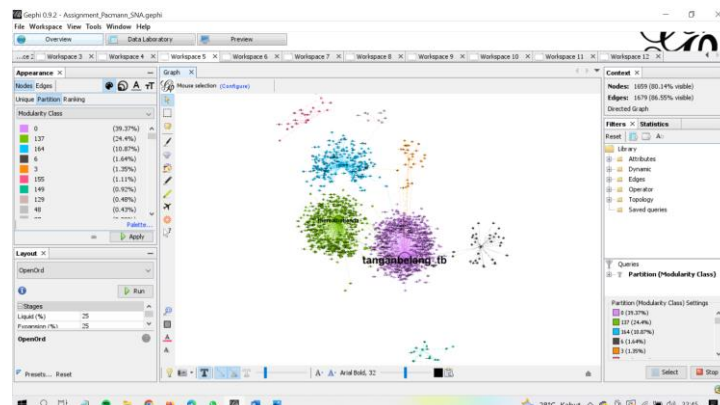 Gephi 0.9.2 - Assignment_Pacmann_SNA.gephi
File Workspace View Tools Window Help
Overview Data Laboratory Preview
...ce 2 Workspace 3 Workspace 4 Workspace 5 Workspace 6 Workspace 7 Workspace 8 Workspace 9 Workspace 10 Workspace 11 Workspace 12
Appearance
Nodes Edges
Unique Partition Ranking
Modularity Class
0 (39.37%)
137 (24.4%)
164 (10.87%)
6 (1.64%)
3 (1.35%)
155 (1.11%)
149 (0.92%)
129 (0.48%)
48 (0.43%)
Palette...
Apply
Layout
OpenOrd
Run
Stages
Liquid (%) 25
Expansion (%) 25
OpenOrd
Presets... Reset
Graph
Mouse selection (Configure)
tanganbelang_tb
A- A- Arial Bold, 32
Context
Nodes: 1659 (80.14% visible)
Edges: 1679 (86.55% visible)
Directed Graph
Filters Statistics
Reset
Library
Attributes
Dynamic
Edges
Operator
Topology
Saved queries
Queries
Partition (Modularity Class)
Partition (Modularity Class) Settings
0 (39.37%)
137 (24.4%)
164 (10.87%)
6 (1.64%)
3 (1.35%)
Select Stop
28°C Kabut 22:45